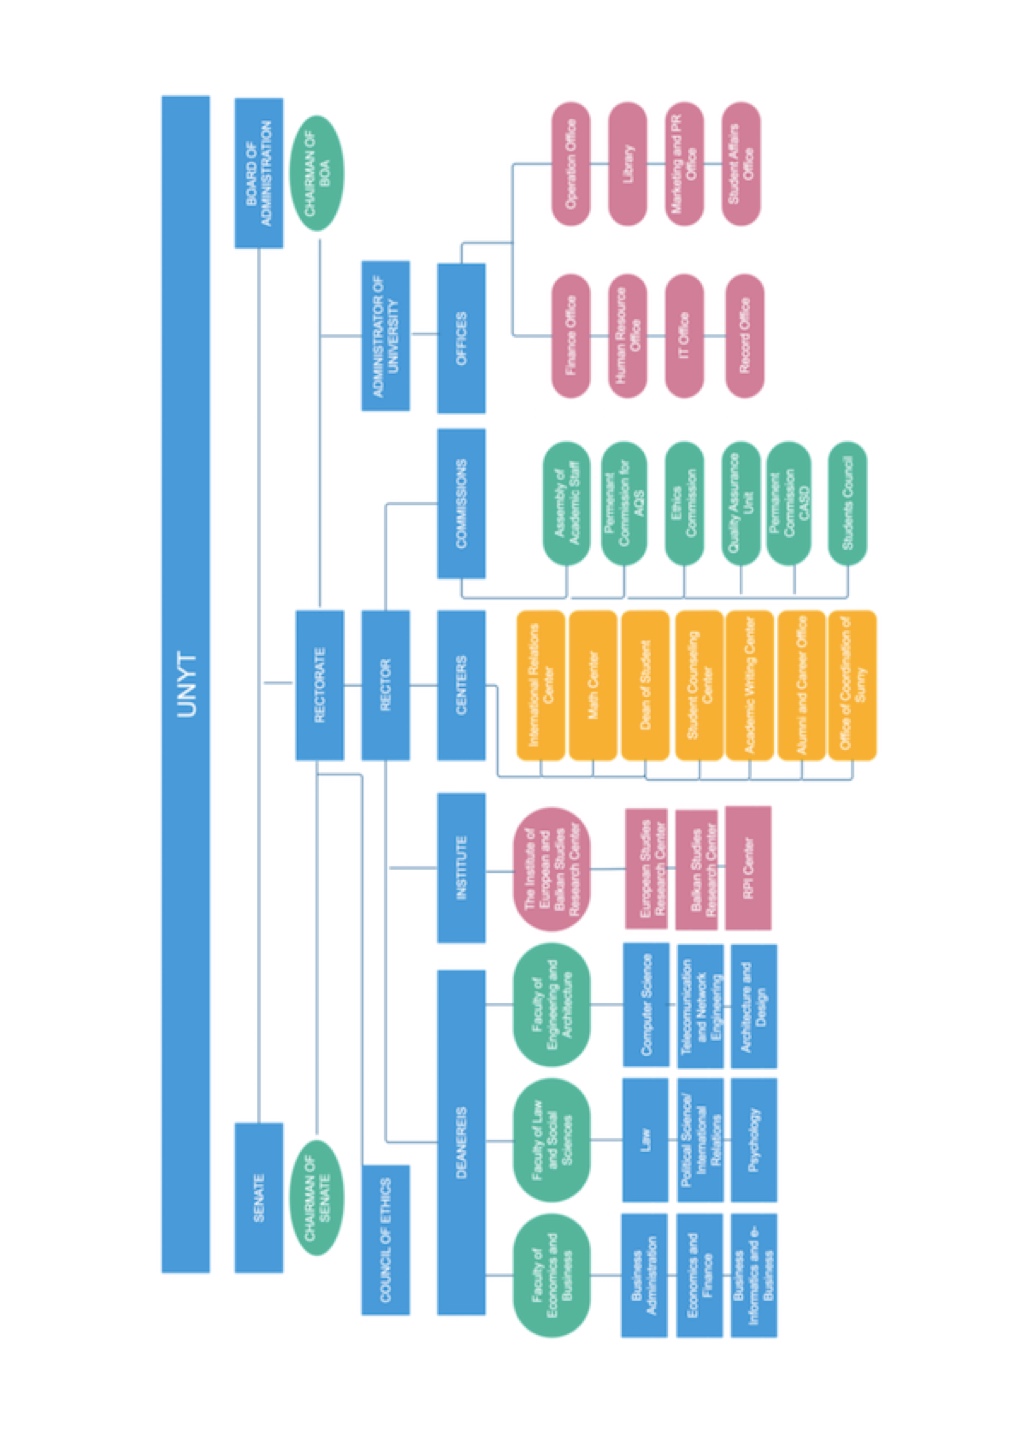 UNYT
SENATE
BOARD OF
ADMINISTRATION
CHAIRMAN OF
SENATE
RECTORATE
CHAIRMAN OF
BOA
COUNCIL OF ETHICS
RECTOR
ADMINISTRATOR OF
UNIVERSITY
DEANEREIS
INSTITUTE
CENTERS
COMMISSIONS
OFFICES
Faculty of
Economics and
Business
Business
Administration
Economics and
Finance
Business
Informatics and e-
Business
Faculty of Law
and Social
Sciences
Law
Political Science/
International
Relations
Psychology
Faculty of
Engineering and
Architecture
Computer Science
Telecomunication
and Network
Engineering
Architecture and
Design
The Institute of
European and
Balkan Studies
Research Center
European Studies
Research Center
Balkan Studies
Research Center
RPI Center
International Relations
Center
Math Center
Dean of Student
Student Counseling
Center
Academic Writing Center
Alumni and Career Office
Office of Coordination of
Sunny
Assembly of
Academic Staff
Permenant
Commission for
AQS
Ethics
Commission
Quality Assurance
Unit
Permanent
Commission
CASD
Students Council
Finance Office
Human Resource
Office
IT Office
Record Office
Operation Office
Library
Marketing and PR
Office
Student Affairs
Office